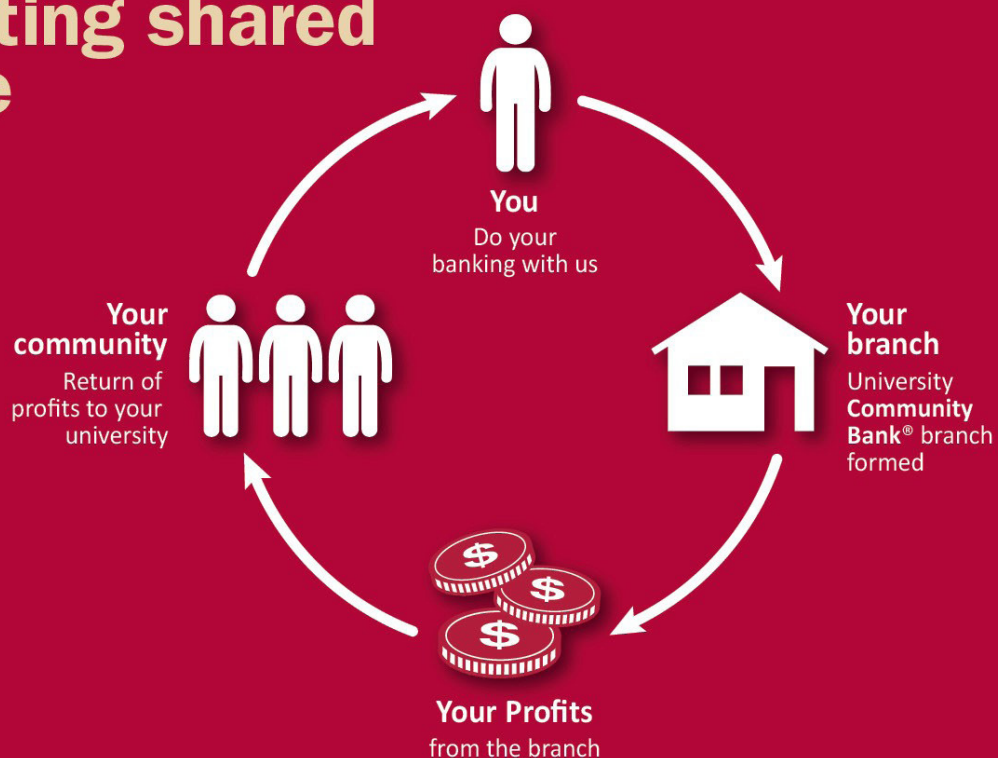 ting shared
e
You
Do your
banking with us
Your
branch
University
Community
Bank® branch
formed
Your Profits
from the branch
Your
community
Return of
profits to your
university
$
$
$